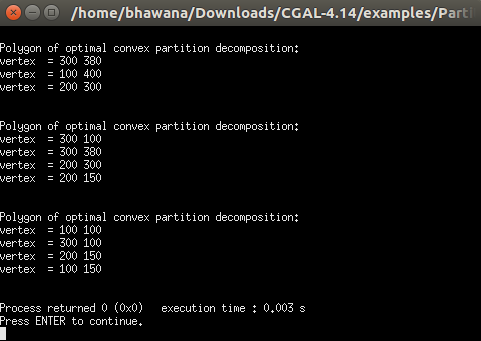 /home/bhawana/Downloads/CGAL-4.14/examples/Parti
Polygon of optimal convex partition decomposition:
vertex = 300 380
vertex = 100 400
vertex = 200 300
Polygon of optimal convex partition decomposition:
vertex = 300 100
vertex = 300 380
vertex = 200 300
vertex = 200 150
Polygon of optimal convex partition decomposition:
vertex = 100 100
vertex = 300 100
vertex = 200 150
vertex = 100 150
Process returned 0 (0x0) execution time : 0.003 s
Press ENTER to continue.